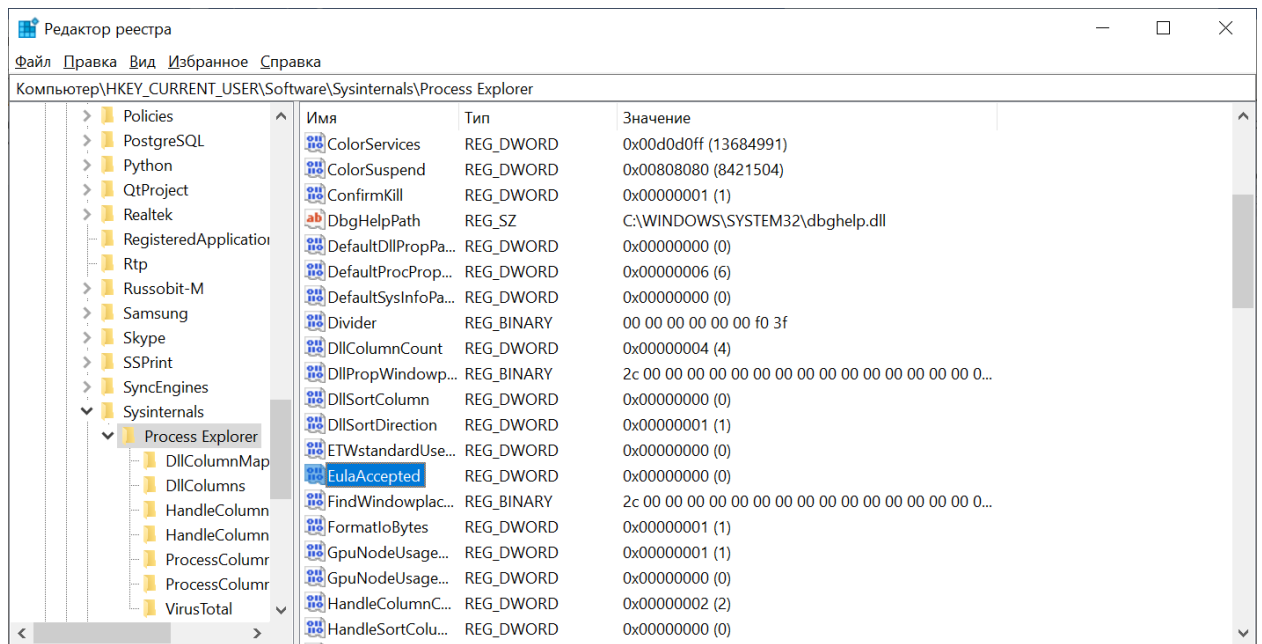 Редактор реестра
Файл Правка Вид Избранное Справка
Компьютер\HKEY_CURRENT_USER\Software\Sysinternals\Process Explorer
Policies
PostgreSQL
Python
QtProject
Realtek
RegisteredApplication
Rtp
Russobit-M
Samsung
Skype
SSPrint
SyncEngines
Sysinternals
Process Explorer
DllColumnMap
DllColumns
HandleColumn
HandleColumn
ProcessColumn
ProcessColumn
VirusTotal
Имя Тип Значение
ColorServices REG_DWORD 0x00d0d0ff (13684991)
ColorSuspend REG_DWORD 0x00808080 (8421504)
ConfirmKill REG_DWORD 0x00000001 (1)
DbgHelpPath REG_SZ C:\WINDOWS\SYSTEM32\dbghelp.dll
DefaultDllPropPa... REG_DWORD 0x00000000 (0)
DefaultProcProp... REG_DWORD 0x00000006 (6)
DefaultSysInfoPa... REG_DWORD 0x00000000 (0)
Divider REG_BINARY 00 00 00 00 00 00 f0 3f
DllColumnCount REG_DWORD 0x00000004 (4)
DllPropWindowp... REG_BINARY 2c 00 00 00 00 00 00 00 00 00 00 00 00 00 00 0...
DllSortColumn REG_DWORD 0x00000000 (0)
DllSortDirection REG_DWORD 0x00000001 (1)
ETWstandardUse... REG_DWORD 0x00000000 (0)
EulaAccepted REG_DWORD 0x00000000 (0)
FindWindowplac... REG_BINARY 2c 00 00 00 00 00 00 00 00 00 00 00 00 00 00 0...
FormatIoBytes REG_DWORD 0x00000001 (1)
GpuNodeUsage... REG_DWORD 0x00000001 (1)
GpuNodeUsage... REG_DWORD 0x00000000 (0)
HandleColumnC... REG_DWORD 0x00000002 (2)
HandleSortColu... REG_DWORD 0x00000000 (0)